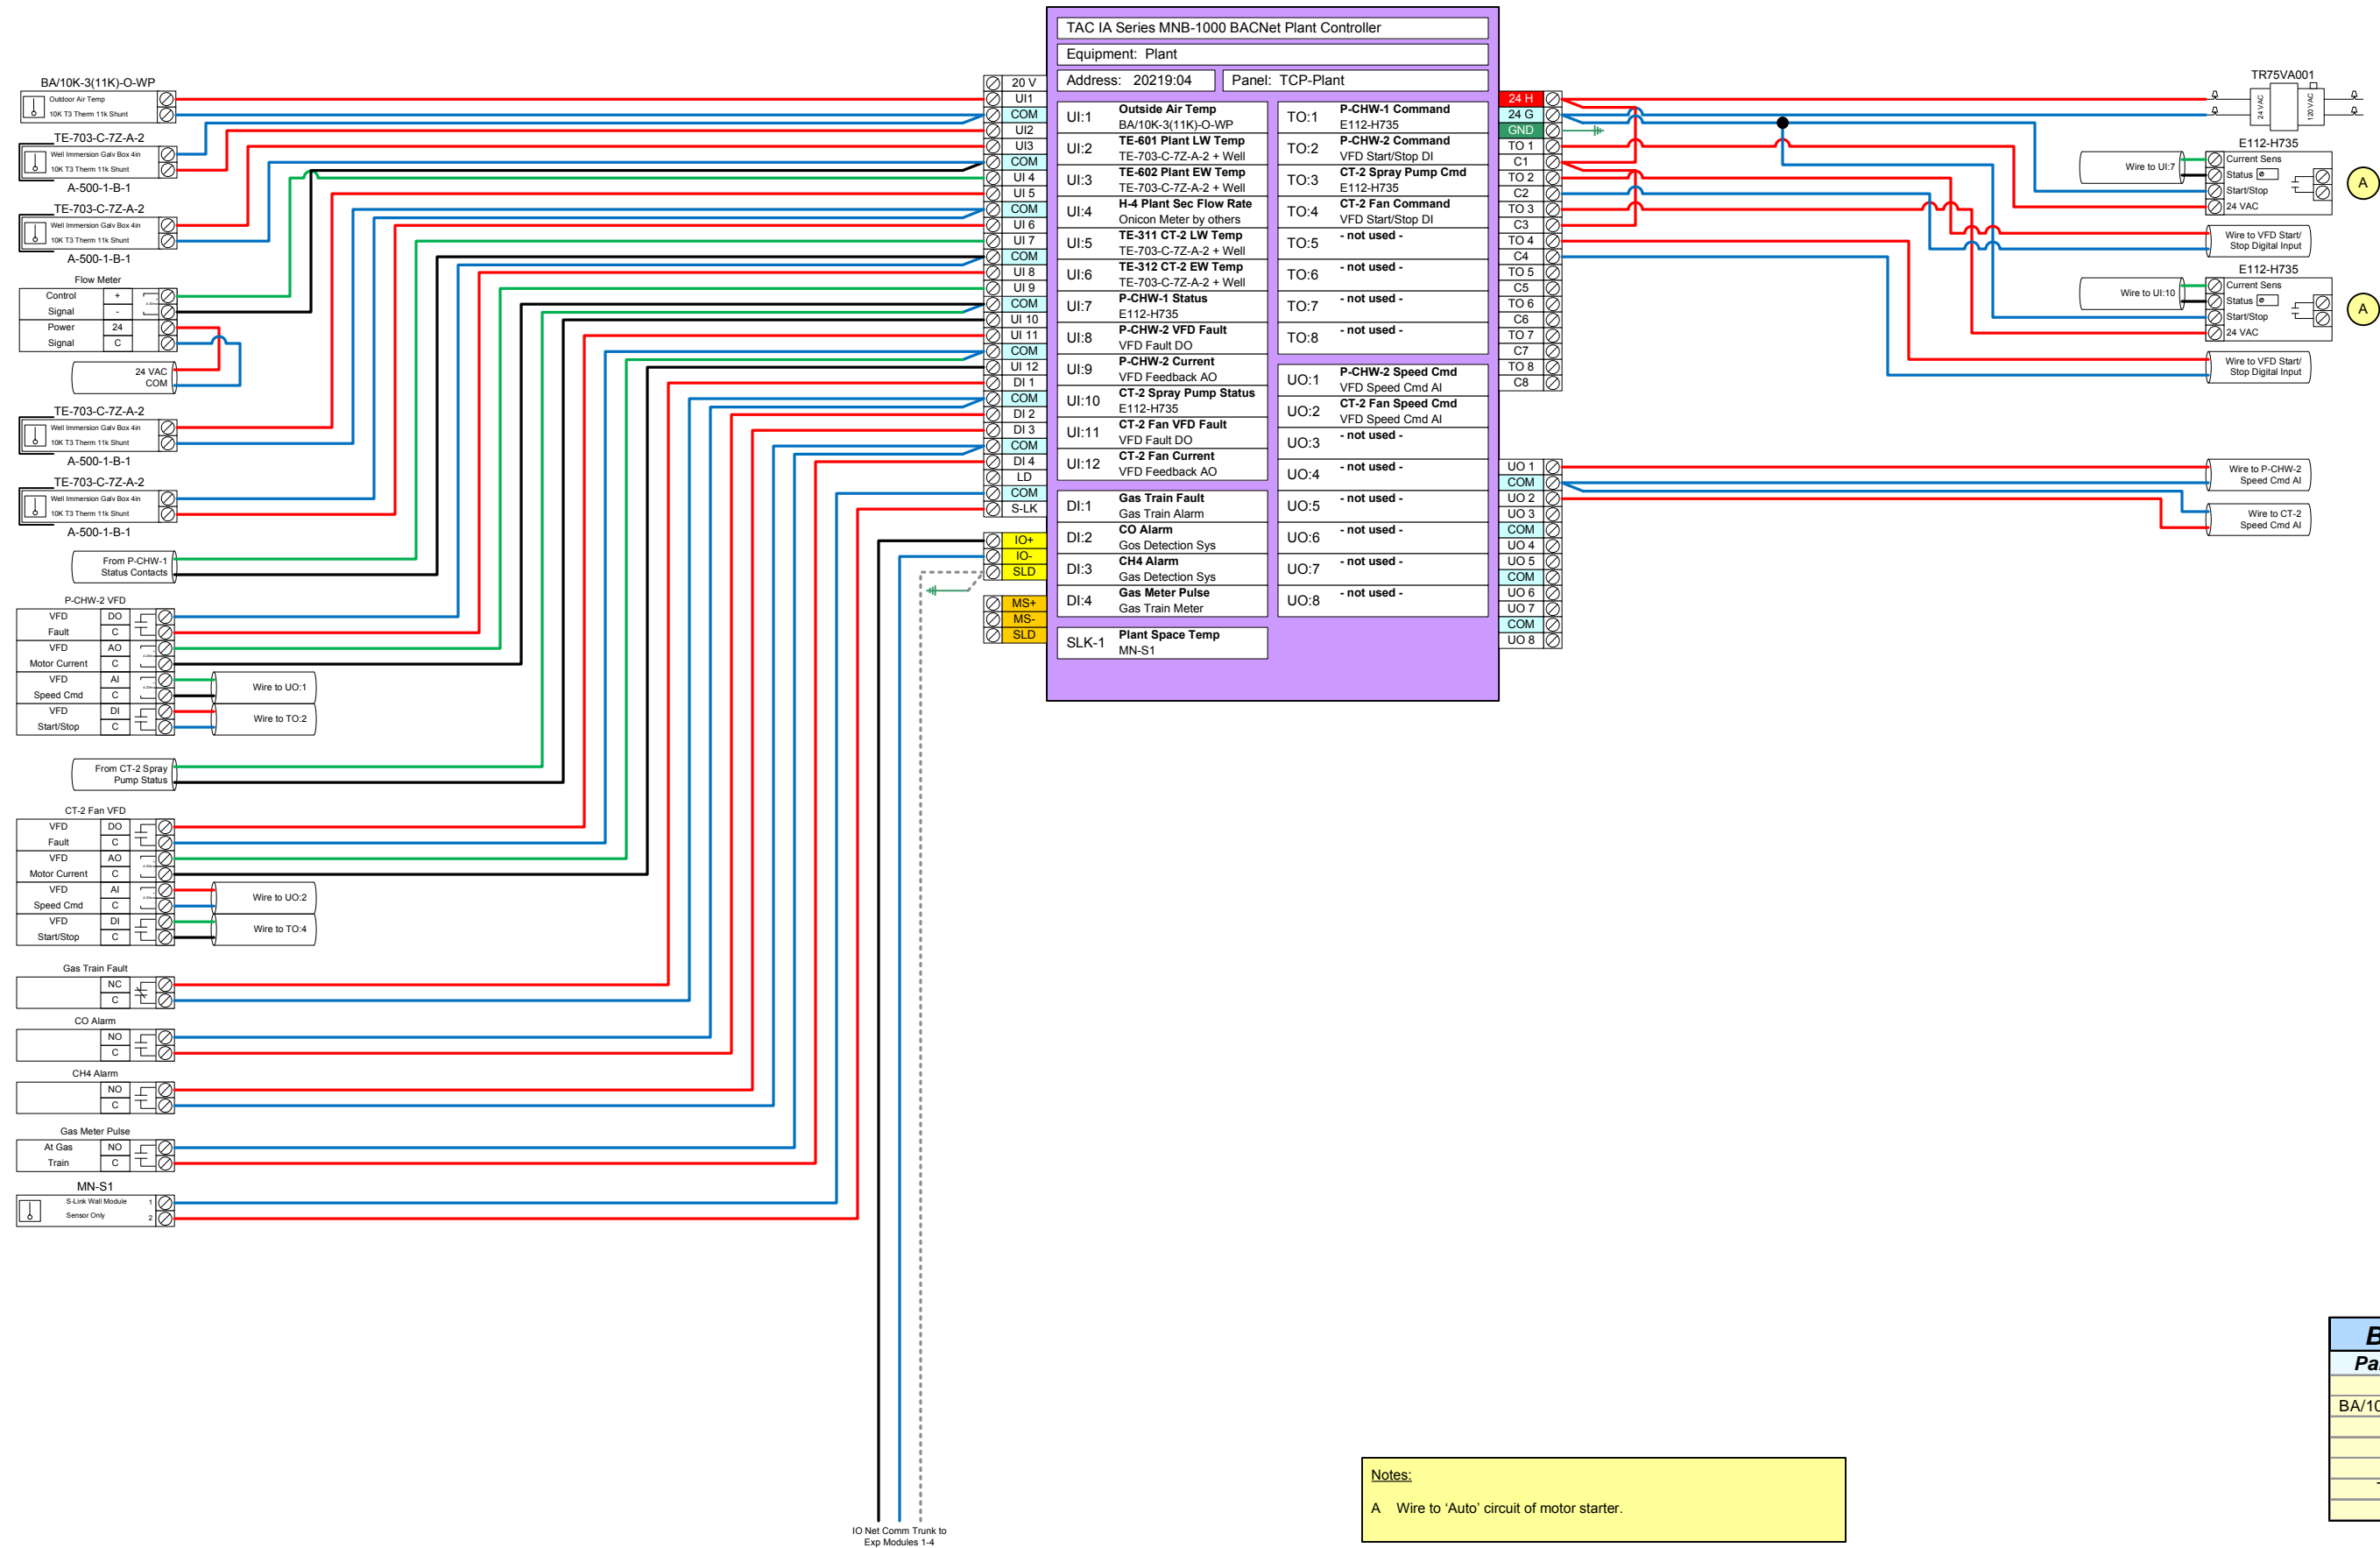 TAC IA Series MNB-1000 BACNet Plant Controller
Equipment: Plant
Address: 20219:04
Panel: TCP-Plant
UI:1 Outside Air Temp
BA/10K-3(11K)-O-WP
UI:2 TE-601 Plant LW Temp
TE-703-C-7Z-A-2 + Well
UI:3 TE-602 Plant EW Temp
TE-703-C-7Z-A-2 + Well
UI:4 H-4 Plant Sec Flow Rate
Onicon Meter by others
UI:5 TE-311 CT-2 LW Temp
TE-703-C-7Z-A-2 + Well
UI:6 TE-312 CT-2 EW Temp
TE-703-C-7Z-A-2 + Well
UI:7 P-CHW-1 Status
E112-H735
UI:8 P-CHW-2 VFD Fault
VFD Fault DO
UI:9 P-CHW-2 Current
VFD Feedback AO
UI:10 CT-2 Spray Pump Status
E112-H735
UI:11 CT-2 Fan VFD Fault
VFD Fault DO
UI:12 CT-2 Fan Current
VFD Feedback AO
DI:1 Gas Train Fault
Gas Train Alarm
DI:2 CO Alarm
Gos Detection Sys
DI:3 CH4 Alarm
Gas Detection Sys
DI:4 Gas Meter Pulse
Gas Train Meter
SLK-1 Plant Space Temp
MN-S1
TO:1 P-CHW-1 Command
E112-H735
TO:2 P-CHW-2 Command
VFD Start/Stop DI
TO:3 CT-2 Spray Pump Cmd
E112-H735
TO:4 CT-2 Fan Command
VFD Start/Stop DI
TO:5 - not used -
TO:6 - not used -
TO:7 - not used -
TO:8 - not used -
UO:1 P-CHW-2 Speed Cmd
VFD Speed Cmd AI
UO:2 CT-2 Fan Speed Cmd
VFD Speed Cmd AI
UO:3 - not used -
UO:4 - not used -
UO:5 - not used -
UO:6 - not used -
UO:7 - not used -
UO:8 - not used -
20 V
UI1
COM
UI2
UI3
COM
UI 4
UI 5
COM
UI 6
UI 7
COM
UI 8
UI 9
COM
UI 10
UI 11
COM
UI 12
DI 1
COM
DI 2
DI 3
COM
DI 4
LD
COM
S-LK
IO+
IO-
SLD
MS+
MS-
SLD
24 H
24 G
GND
TO 1
C1
TO 2
C2
TO 3
C3
TO 4
C4
TO 5
C5
TO 6
C6
TO 7
C7
TO 8
C8
UO 1
COM
UO 2
UO 3
COM
UO 4
UO 5
COM
UO 6
UO 7
COM
UO 8
BA/10K-3(11K)-O-WP
Outdoor Air Temp
10K T3 Therm 11k Shunt
TE-703-C-7Z-A-2
Well Immersion Galv Box 4in
10K T3 Therm 11k Shunt
A-500-1-B-1
TE-703-C-7Z-A-2
Well Immersion Galv Box 4in
10K T3 Therm 11k Shunt
A-500-1-B-1
Flow Meter
Control +
Signal -
Power 24
Signal C
24 VAC
COM
TE-703-C-7Z-A-2
Well Immersion Galv Box 4in
10K T3 Therm 11k Shunt
A-500-1-B-1
TE-703-C-7Z-A-2
Well Immersion Galv Box 4in
10K T3 Therm 11k Shunt
A-500-1-B-1
From P-CHW-1
Status Contacts
P-CHW-2 VFD
VFD DO
Fault C
VFD AO
Motor Current C
VFD AI
Speed Cmd C
VFD DI
Start/Stop C
Wire to UO:1
Wire to TO:2
From CT-2 Spray
Pump Status
CT-2 Fan VFD
VFD DO
Fault C
VFD AO
Motor Current C
VFD AI
Speed Cmd C
VFD DI
Start/Stop C
Wire to UO:2
Wire to TO:4
Gas Train Fault
NC
C
CO Alarm
NO
C
CH4 Alarm
NO
C
Gas Meter Pulse
At Gas NO
Train C
MN-S1
S-Link Wall Module 1
Sensor Only 2
IO Net Comm Trunk to
Exp Modules 1-4
TR75VA001
24 VAC
120 VAC
E112-H735
Current Sens
Status
Start/Stop
24 VAC
Wire to UI:7
A
Wire to VFD Start/
Stop Digital Input
E112-H735
Current Sens
Status
Start/Stop
24 VAC
Wire to UI:10
A
Wire to VFD Start/
Stop Digital Input
Wire to P-CHW-2
Speed Cmd AI
Wire to CT-2
Speed Cmd AI
Notes:
A Wire to ‘Auto’ circuit of motor starter.